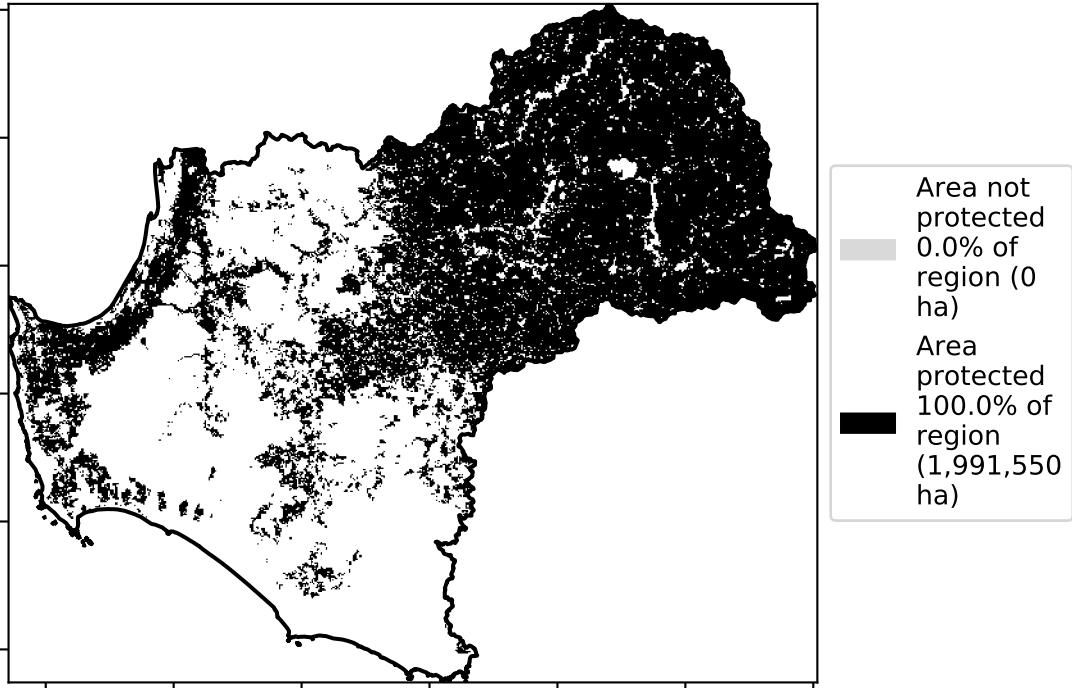 Area not
protected
0.0% of
region (0
ha)
Area
protected
100.0% of
region
(1,991,550
ha)